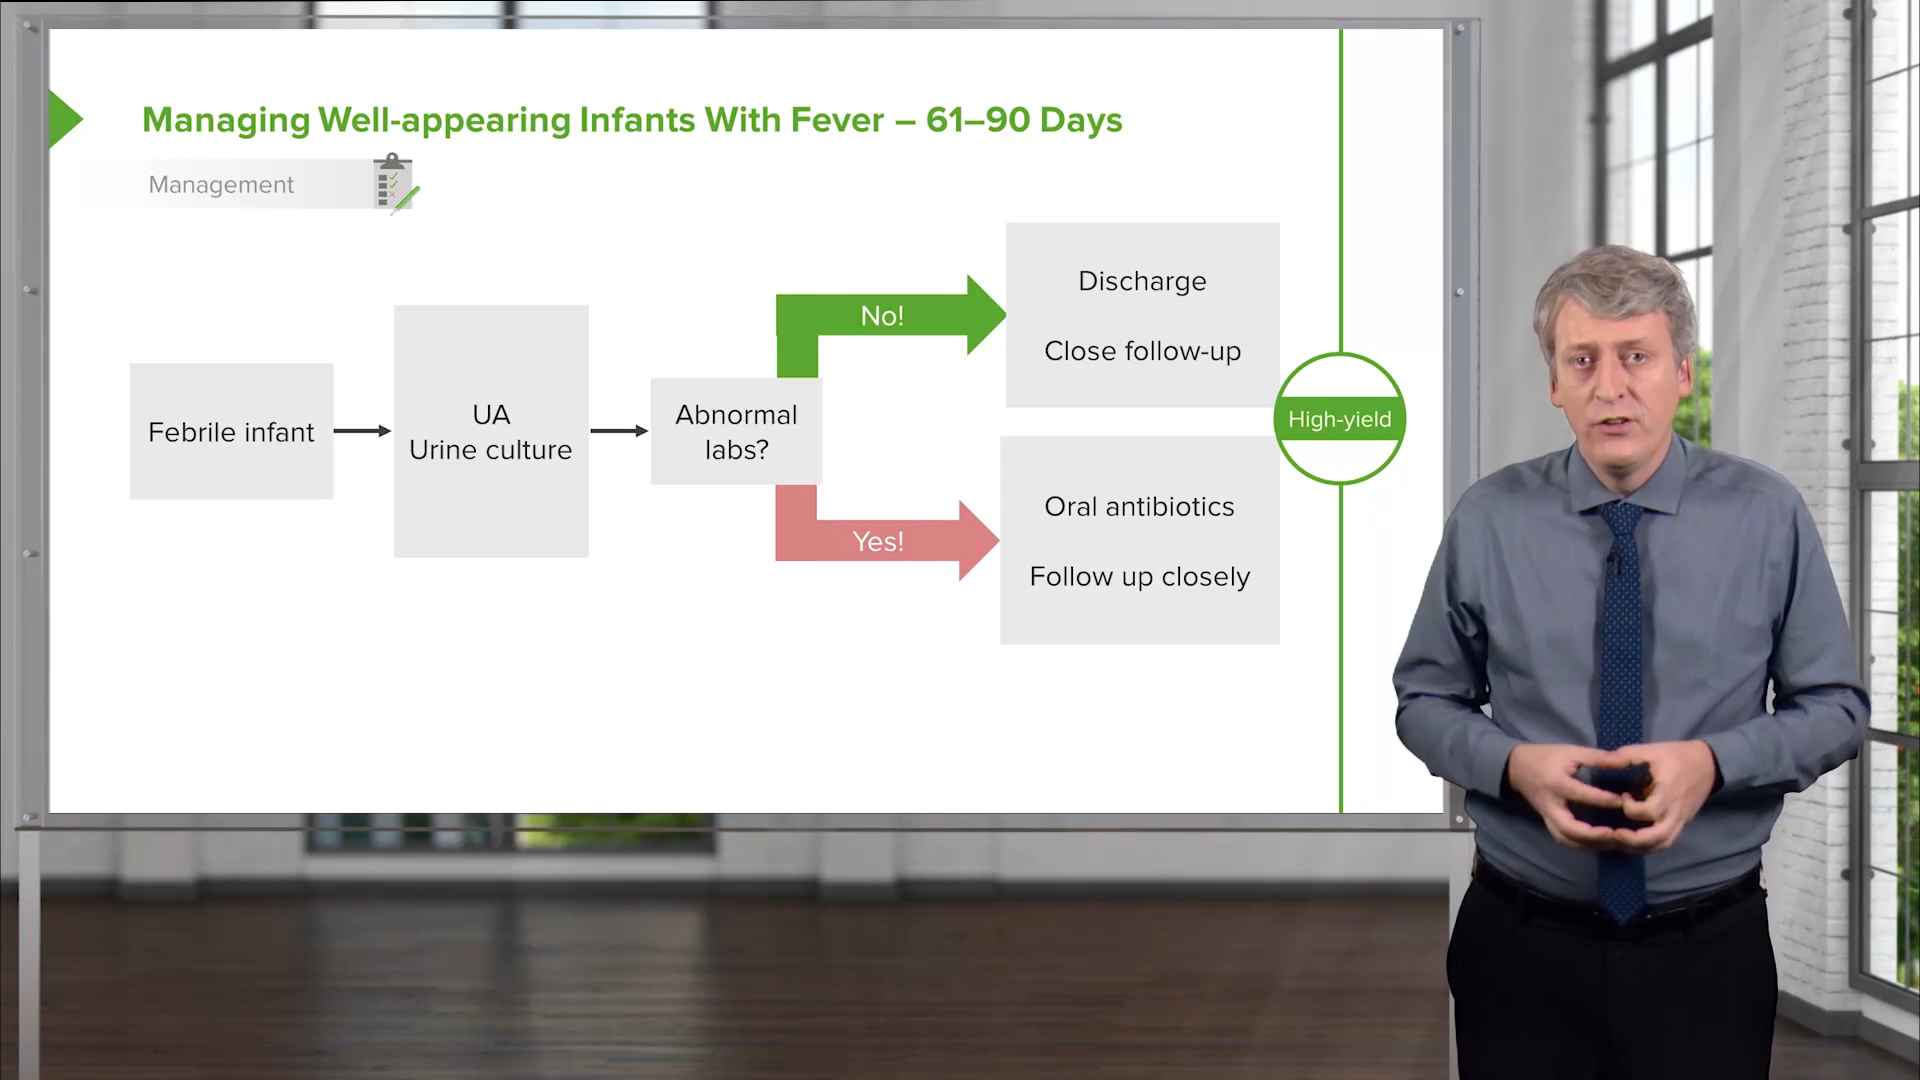 Managing Well-appearing Infants With Fever – 61–90 Days
Management
Febrile infant
UA
Urine culture
Abnormal
labs?
No!
Yes!
Discharge
Close follow-up
Oral antibiotics
Follow up closely
High-yield